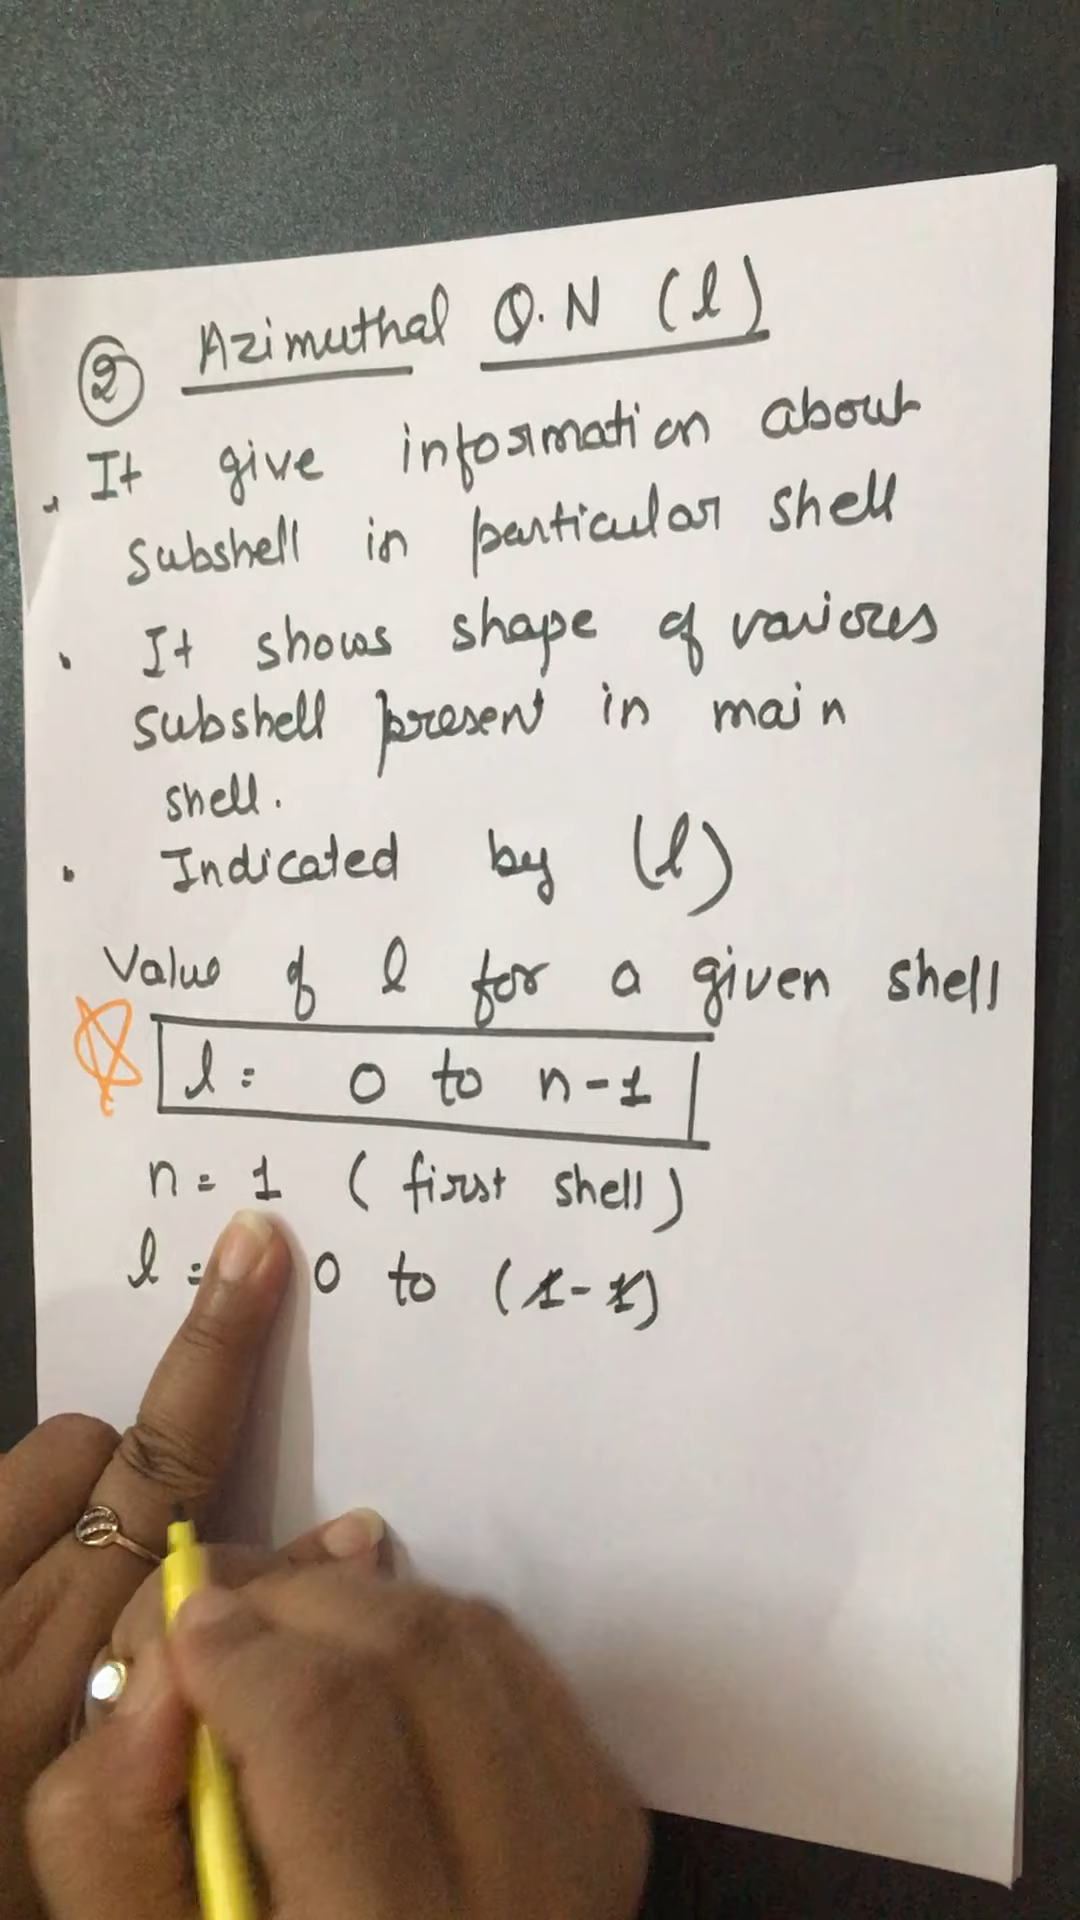 ② Azimuthal Q.N (l)
. It give information about
subshell in particular shell
. It shows shape of various
subshell present in main
shell.
. Indicated by (l)
Value of l for a given shell
l = 0 to n-1
n = 1 ( first shell)
l = 0 to (1-1)